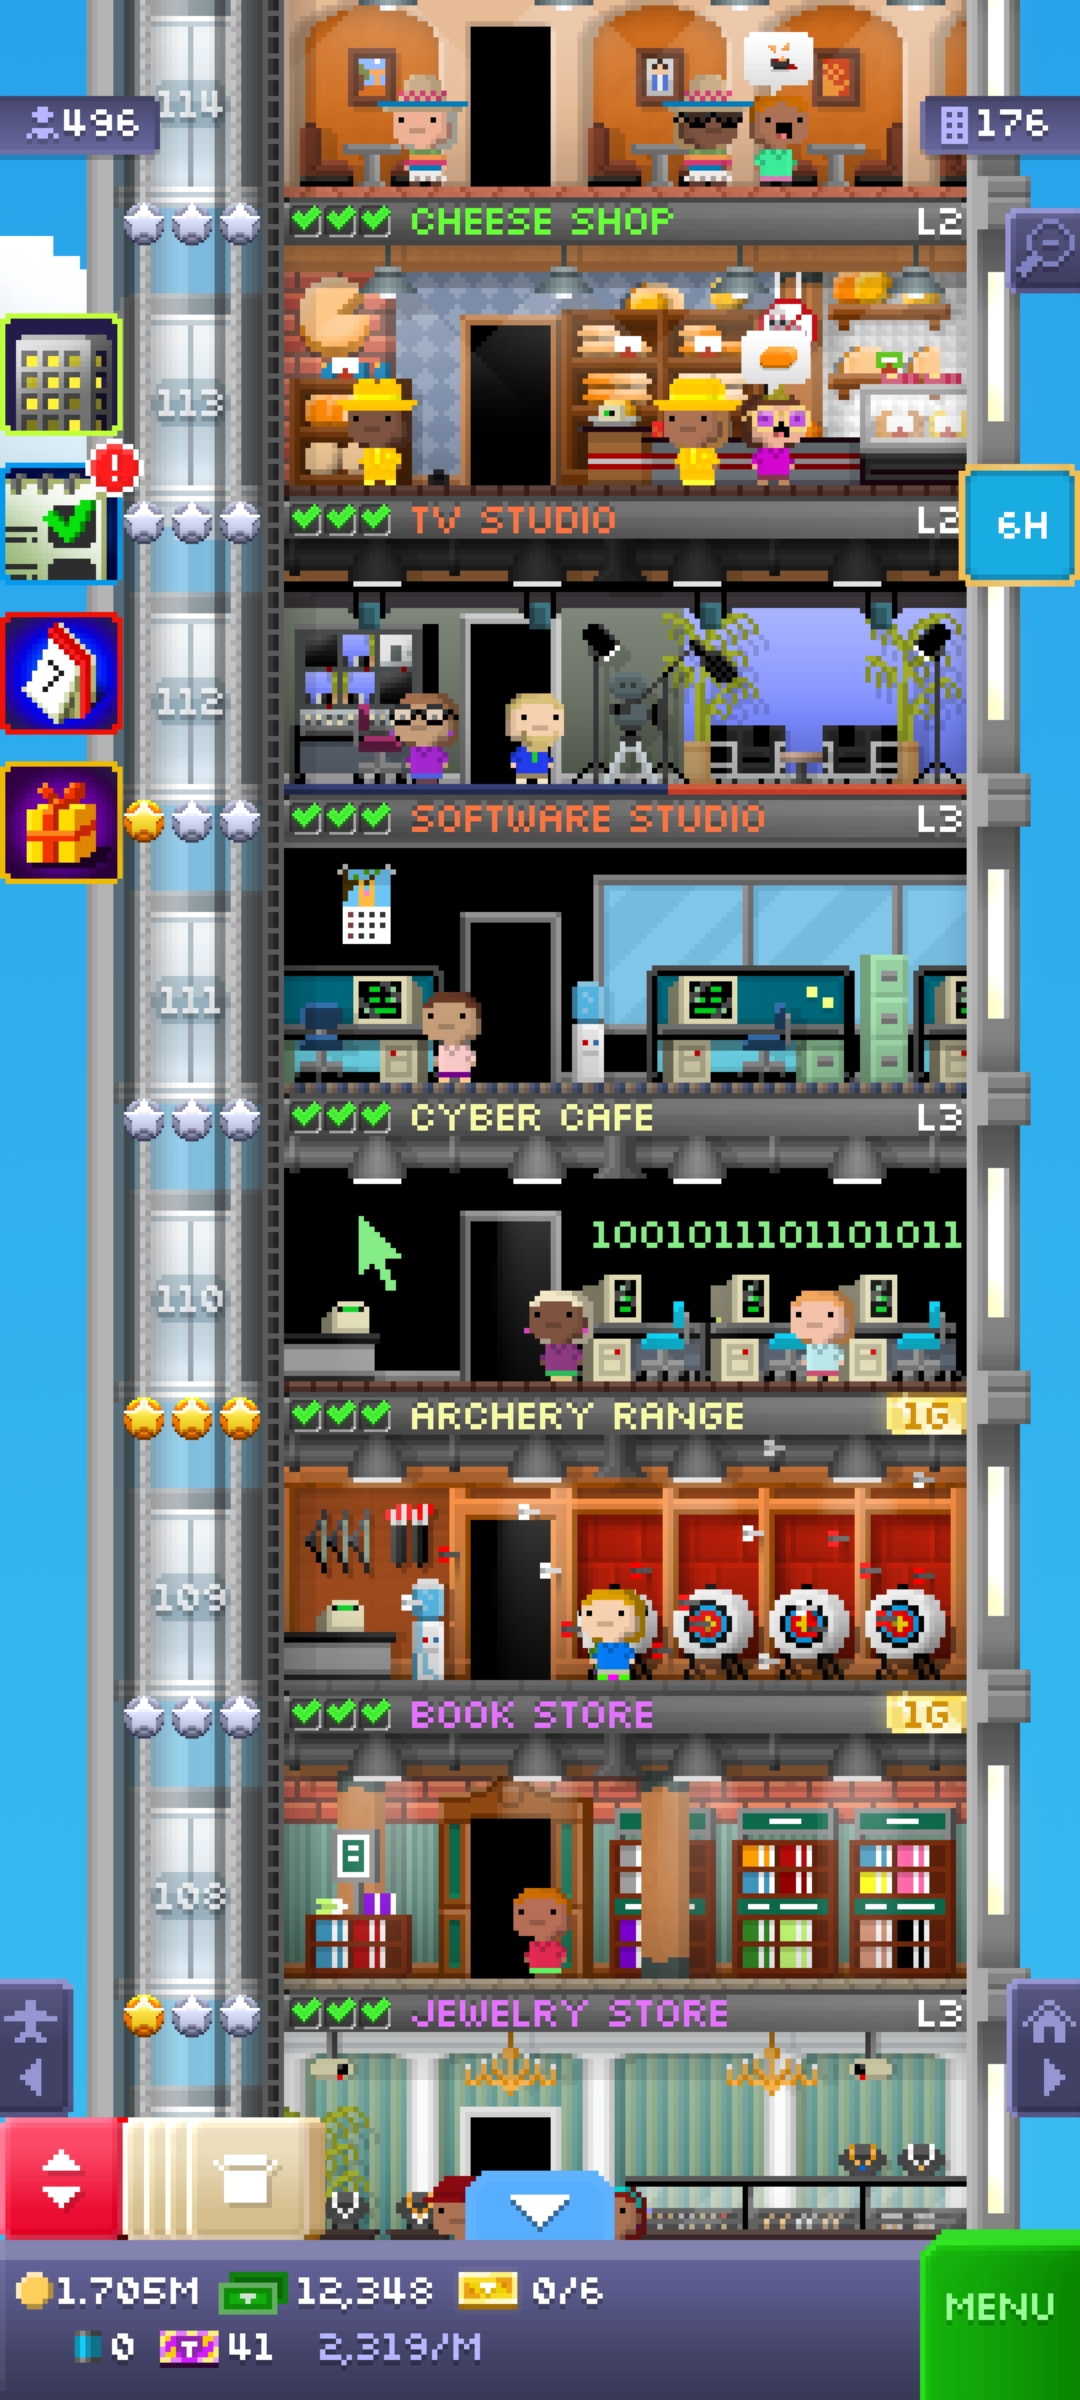 114
496
176
CHEESE SHOP L2
113
TV STUDIO L2
6H
112
SOFTWARE STUDIO L3
111
CYBER CAFE L3
1001011101101011
110
ARCHERY RANGE 1G
109
BOOK STORE 1G
108
JEWELRY STORE L3
1.705M 12,348 0/6
MENU
0 T 41 2,319/M